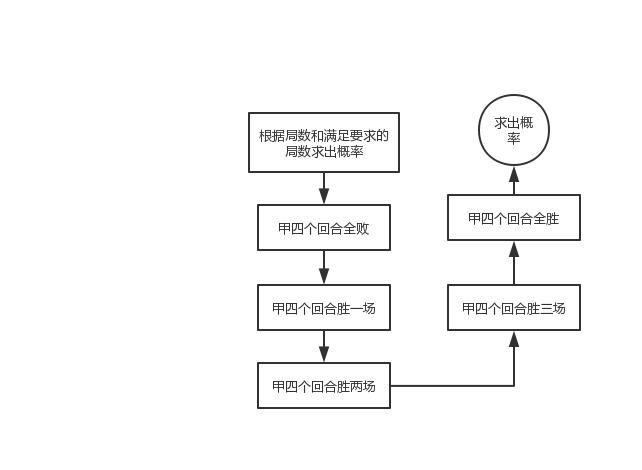 根据局数和满足要求的
局数求出概率
甲四个回合全败
甲四个回合胜一场
甲四个回合胜两场
甲四个回合胜三场
甲四个回合全胜
求出概
率